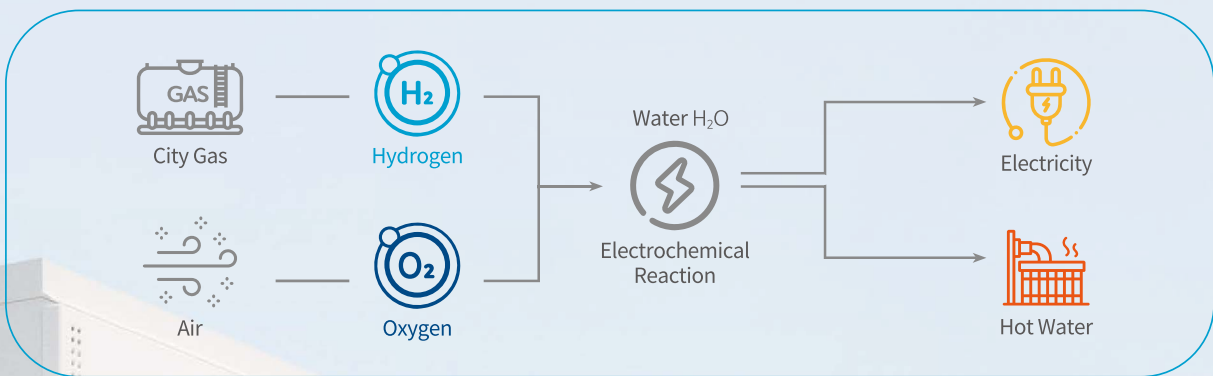 GAS
City Gas
H₂
Hydrogen
Air
O₂
Oxygen
Water H₂O
Electrochemical
Reaction
Electricity
Hot Water